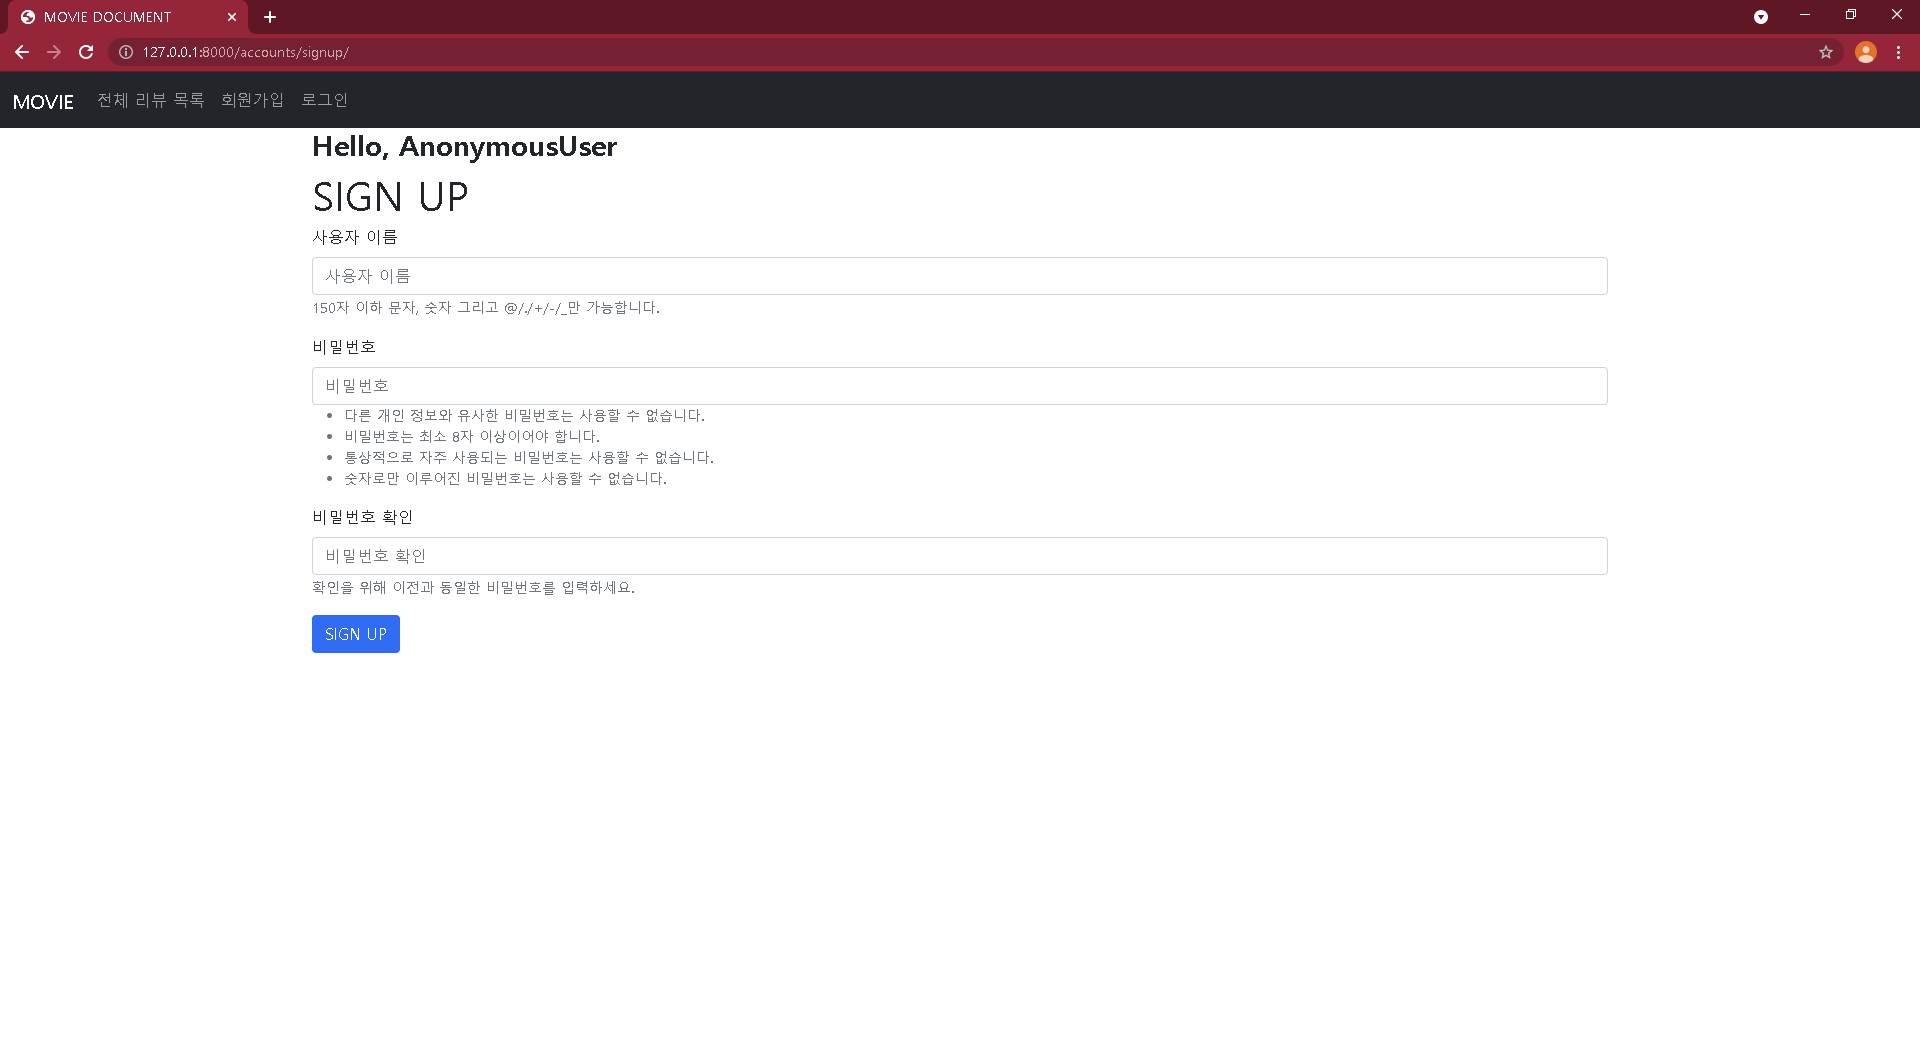 MOVIE DOCUMENT
127.0.0.1:8000/accounts/signup/
MOVIE 전체 리뷰 목록 회원가입 로그인
Hello, AnonymousUser
SIGN UP
사용자 이름
사용자 이름
150자 이하 문자, 숫자 그리고 @/./+/-/_만 가능합니다.
비밀번호
비밀번호
• 다른 개인 정보와 유사한 비밀번호는 사용할 수 없습니다.
• 비밀번호는 최소 8자 이상이어야 합니다.
• 통상적으로 자주 사용되는 비밀번호는 사용할 수 없습니다.
• 숫자로만 이루어진 비밀번호는 사용할 수 없습니다.
비밀번호 확인
비밀번호 확인
확인을 위해 이전과 동일한 비밀번호를 입력하세요.
SIGN UP